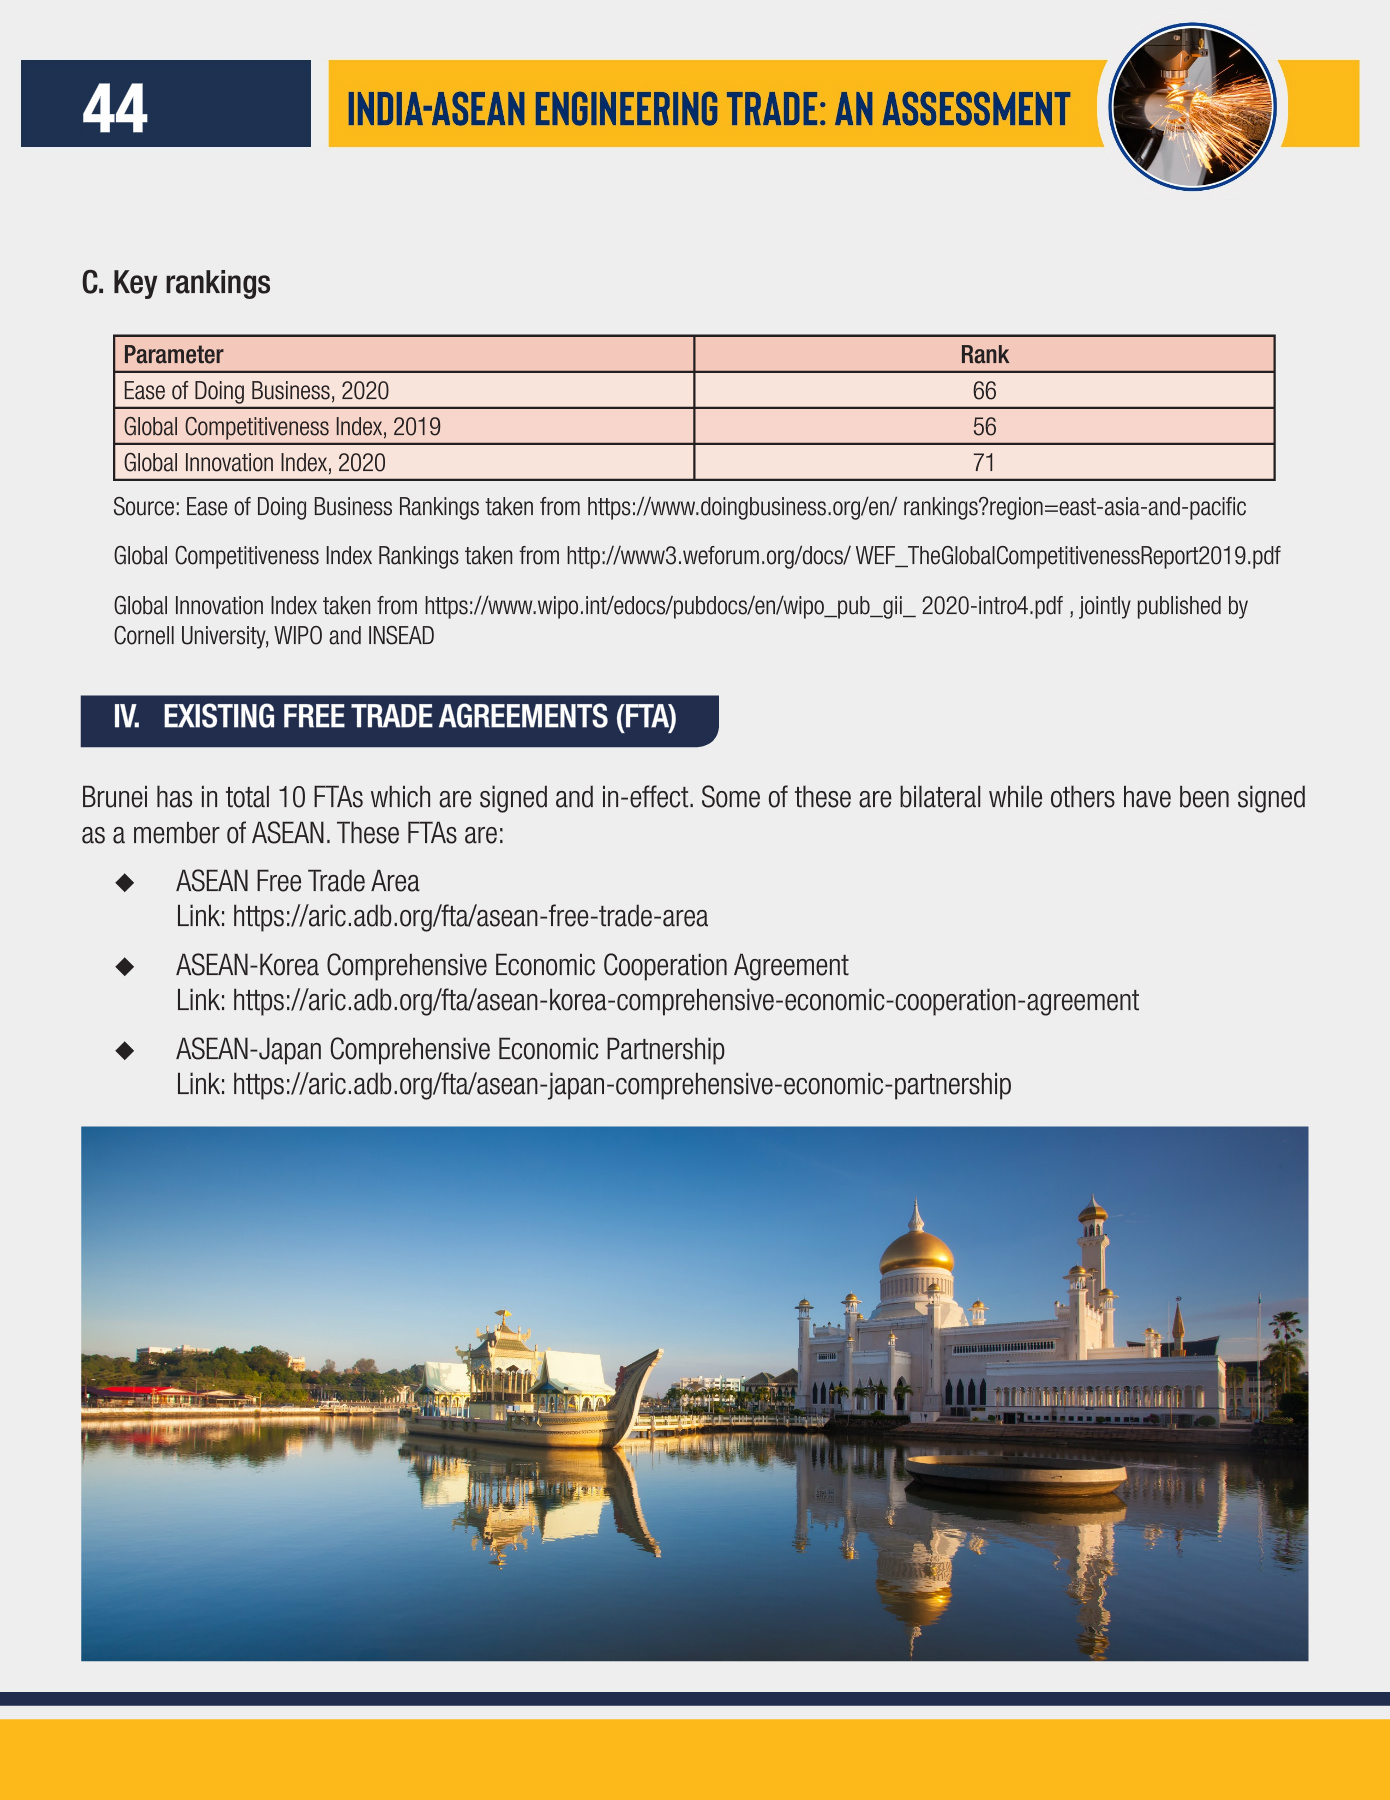 44
INDIA-ASEAN ENGINEERING TRADE: AN ASSESSMENT
C. Key rankings
Parameter Rank
Ease of Doing Business, 2020 66
Global Competitiveness Index, 2019 56
Global Innovation Index, 2020 71
Source: Ease of Doing Business Rankings taken from https://www.doingbusiness.org/en/ rankings?region=east-asia-and-pacific
Global Competitiveness Index Rankings taken from http://www3.weforum.org/docs/ WEF_TheGlobalCompetitivenessReport2019.pdf
Global Innovation Index taken from https://www.wipo.int/edocs/pubdocs/en/wipo_pub_gii_ 2020-intro4.pdf , jointly published by
Cornell University, WIPO and INSEAD
IV. EXISTING FREE TRADE AGREEMENTS (FTA)
Brunei has in total 10 FTAs which are signed and in-effect. Some of these are bilateral while others have been signed
as a member of ASEAN. These FTAs are:
◆ ASEAN Free Trade Area
Link: https://aric.adb.org/fta/asean-free-trade-area
◆ ASEAN-Korea Comprehensive Economic Cooperation Agreement
Link: https://aric.adb.org/fta/asean-korea-comprehensive-economic-cooperation-agreement
◆ ASEAN-Japan Comprehensive Economic Partnership
Link: https://aric.adb.org/fta/asean-japan-comprehensive-economic-partnership